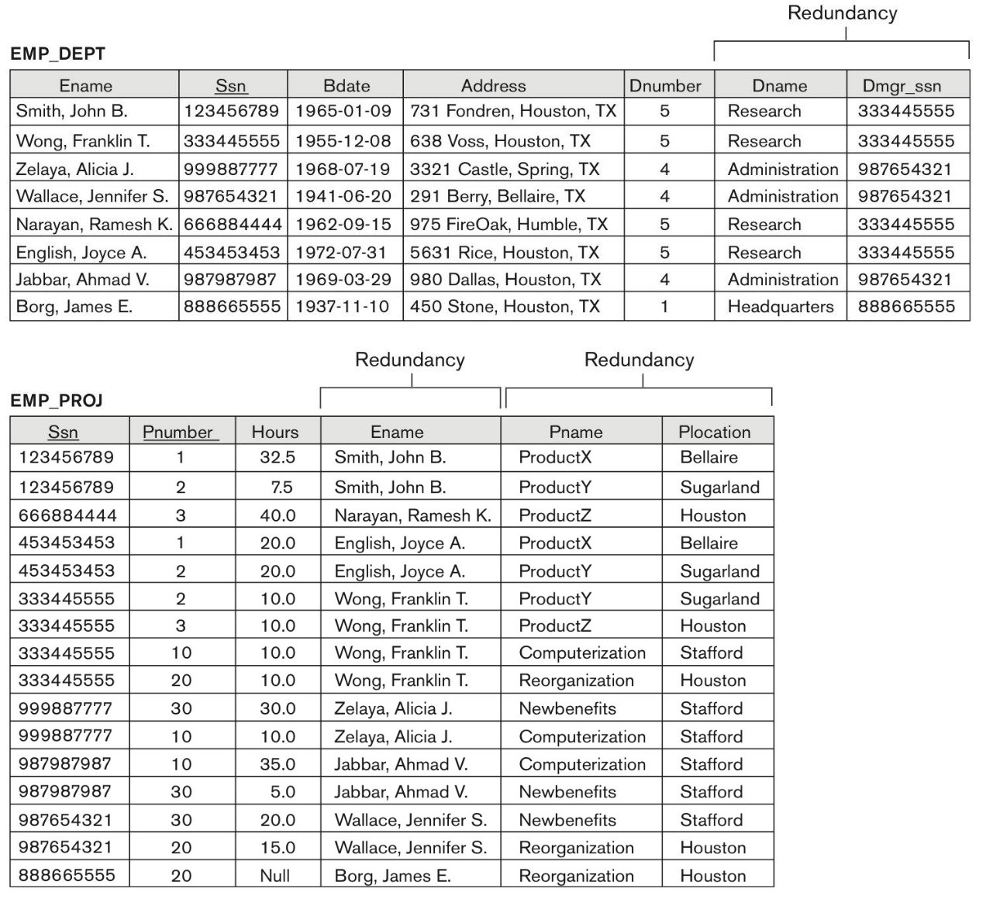 Redundancy
EMP_DEPT
Ename Ssn Bdate Address Dnumber Dname Dmgr_ssn
Smith, John B. 123456789 1965-01-09 731 Fondren, Houston, TX 5 Research 333445555
Wong, Franklin T. 333445555 1955-12-08 638 Voss, Houston, TX 5 Research 333445555
Zelaya, Alicia J. 999887777 1968-07-19 3321 Castle, Spring, TX 4 Administration 987654321
Wallace, Jennifer S. 987654321 1941-06-20 291 Berry, Bellaire, TX 4 Administration 987654321
Narayan, Ramesh K. 666884444 1962-09-15 975 FireOak, Humble, TX 5 Research 333445555
English, Joyce A. 453453453 1972-07-31 5631 Rice, Houston, TX 5 Research 333445555
Jabbar, Ahmad V. 987987987 1969-03-29 980 Dallas, Houston, TX 4 Administration 987654321
Borg, James E. 888665555 1937-11-10 450 Stone, Houston, TX 1 Headquarters 888665555
Redundancy Redundancy
EMP_PROJ
Ssn Pnumber Hours Ename Pname Plocation
123456789 1 32.5 Smith, John B. ProductX Bellaire
123456789 2 7.5 Smith, John B. ProductY Sugarland
666884444 3 40.0 Narayan, Ramesh K. ProductZ Houston
453453453 1 20.0 English, Joyce A. ProductX Bellaire
453453453 2 20.0 English, Joyce A. ProductY Sugarland
333445555 2 10.0 Wong, Franklin T. ProductY Sugarland
333445555 3 10.0 Wong, Franklin T. ProductZ Houston
333445555 10 10.0 Wong, Franklin T. Computerization Stafford
333445555 20 10.0 Wong, Franklin T. Reorganization Houston
999887777 30 30.0 Zelaya, Alicia J. Newbenefits Stafford
999887777 10 10.0 Zelaya, Alicia J. Computerization Stafford
987987987 10 35.0 Jabbar, Ahmad V. Computerization Stafford
987987987 30 5.0 Jabbar, Ahmad V. Newbenefits Stafford
987654321 30 20.0 Wallace, Jennifer S. Newbenefits Stafford
987654321 20 15.0 Wallace, Jennifer S. Reorganization Houston
888665555 20 Null Borg, James E. Reorganization Houston